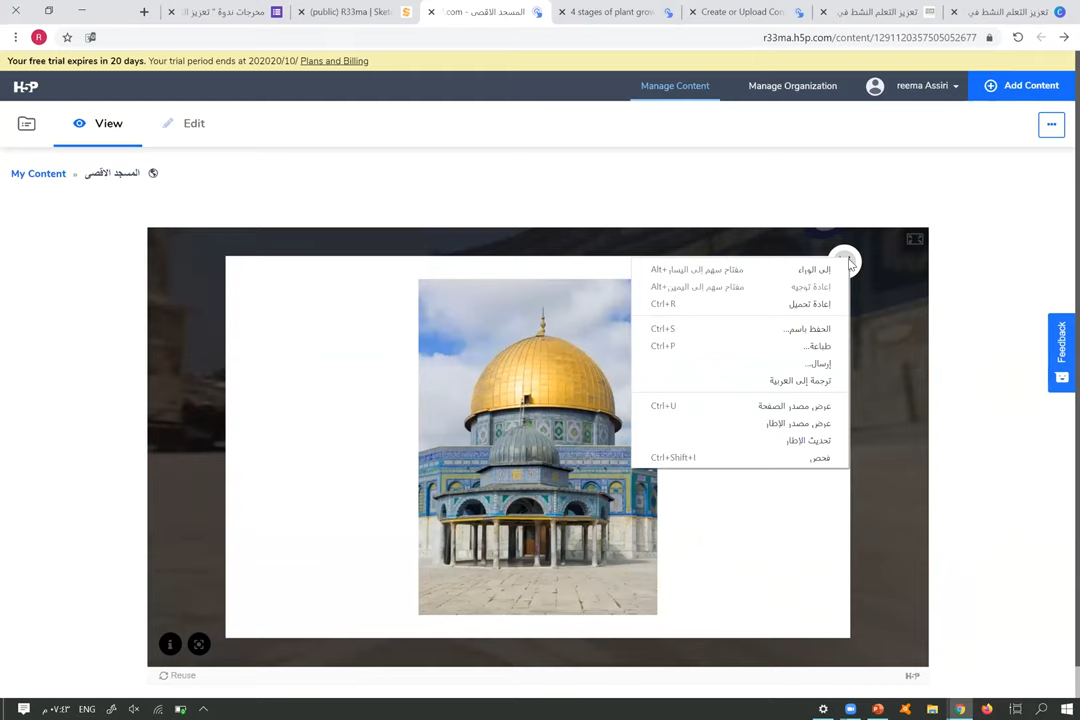 مخرجات ندوة " تعزيز الت
(public) R33ma | Sket
المسجد الاقصى - com.
4 stages of plant grow
Create or Upload Con
تعزيز التعلم النشط في
تعزيز التعلم النشط في
r33ma.h5p.com/content/1291120357505052677
Your free trial expires in 20 days. Your trial period ends at 202020/10/ Plans and Billing
H5P
Manage Content
Manage Organization
reema Assiri
Add Content
View
Edit
My Content » المسجد الاقصى
إلى الوراء Alt+مفتاح سهم إلى اليسار
إعادة توجيه Alt+مفتاح سهم إلى اليمين
إعادة تحميل Ctrl+R
الحفظ باسم... Ctrl+S
طباعة... Ctrl+P
إرسال...
ترجمة إلى العربية
عرض مصدر الصفحة Ctrl+U
عرض مصدر الإطار
تحديث الإطار
فحص Ctrl+Shift+I
Feedback
Reuse
H5P
٠٧:٤٣ م
ENG